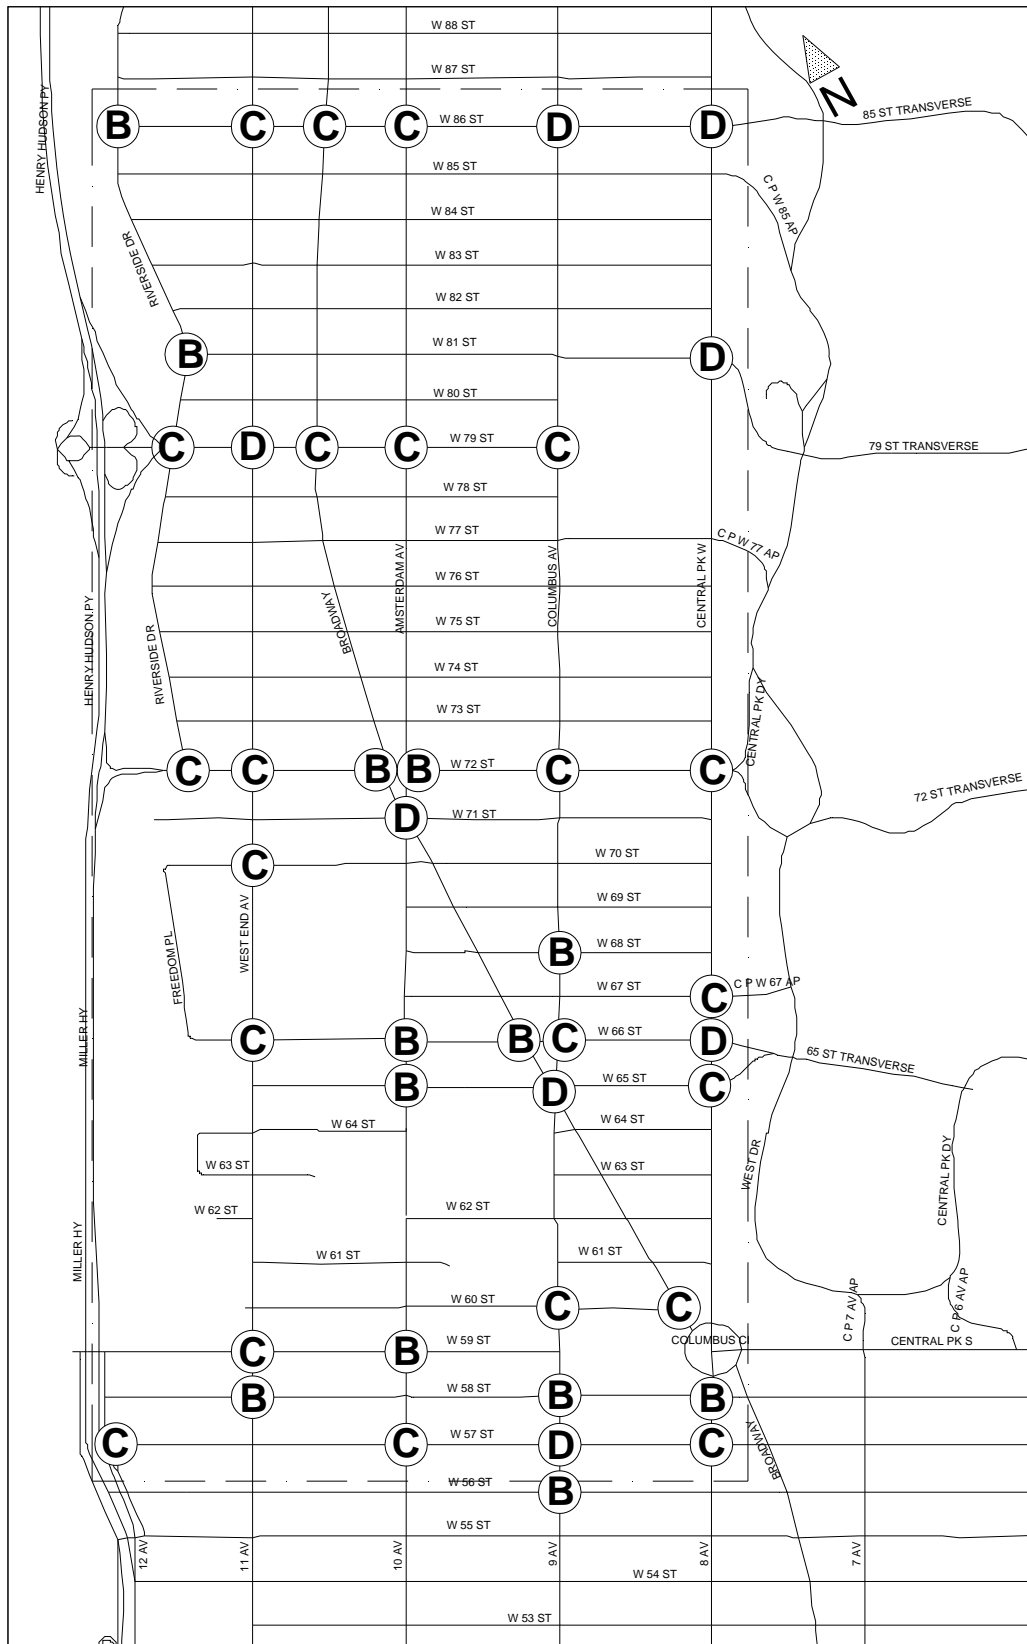 W 88 ST
W 87 ST
N
HENRY HUDSON PY
85 ST TRANSVERSE
B C C C W 86 ST D D
W 85 ST
C P W 85 AP
W 84 ST
RIVERSIDE DR
W 83 ST
W 82 ST
B W 81 ST D
W 80 ST
C D C C W 79 ST C
79 ST TRANSVERSE
W 78 ST
W 77 ST
C P W 77 AP
AMSTERDAM AV
COLUMBUS AV
CENTRAL PK W
W 76 ST
BROADWAY
HENRY HUDSON PY
W 75 ST
RIVERSIDE DR
W 74 ST
CENTRAL PK DY
W 73 ST
C C B B W 72 ST C C
72 ST TRANSVERSE
D W 71 ST
C W 70 ST
W 69 ST
WEST END AV
FREEDOM PL
W 68 ST
B
W 67 ST
C C P W 67 AP
MILLER HY
C B B C W 66 ST D
65 ST TRANSVERSE
B D W 65 ST C
W 64 ST
W 64 ST
WEST DR
CENTRAL PK DY
W 63 ST
W 63 ST
W 62 ST
W 62 ST
MILLER HY
W 61 ST
W 61 ST
W 60 ST C C
C P 7 AV AP
C P 6 AV AP
C B W 59 ST
COLUMBUS CI
CENTRAL PK S
B W 58 ST B B
C C W 57 ST D C
BROADWAY
W 56 ST B
W 55 ST
12 AV
11 AV
10 AV
9 AV
8 AV
7 AV
W 54 ST
W 53 ST